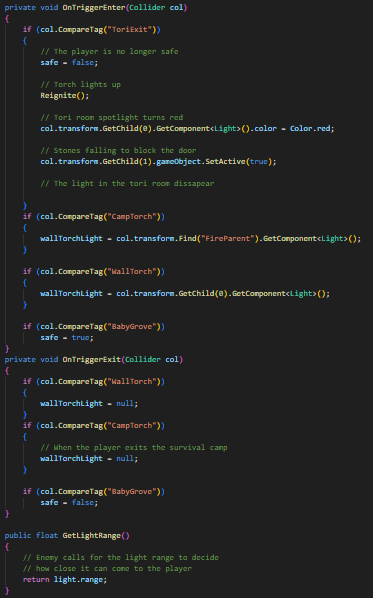 private void OnTriggerEnter(Collider col)
{
if (col.CompareTag("ToriExit"))
{
// The player is no longer safe
safe = false;
// Torch lights up
Reignite();
// Tori room spotlight turns red
col.transform.GetChild(0).GetComponent<Light>().color = Color.red;
// Stones falling to block the door
col.transform.GetChild(1).gameObject.SetActive(true);
// The light in the tori room dissapear
}
if (col.CompareTag("CampTorch"))
{
wallTorchLight = col.transform.Find("FireParent").GetComponent<Light>();
}
if (col.CompareTag("WallTorch"))
{
wallTorchLight = col.transform.GetChild(0).GetComponent<Light>();
}
if (col.CompareTag("BabyGrove"))
safe = true;
}
private void OnTriggerExit(Collider col)
{
if (col.CompareTag("WallTorch"))
{
wallTorchLight = null;
}
if (col.CompareTag("CampTorch"))
{
// When the player exits the survival camp
wallTorchLight = null;
}
if (col.CompareTag("BabyGrove"))
safe = false;
}
public float GetLightRange()
{
// Enemy calls for the light range to decide
// how close it can come to the player
return light.range;
}